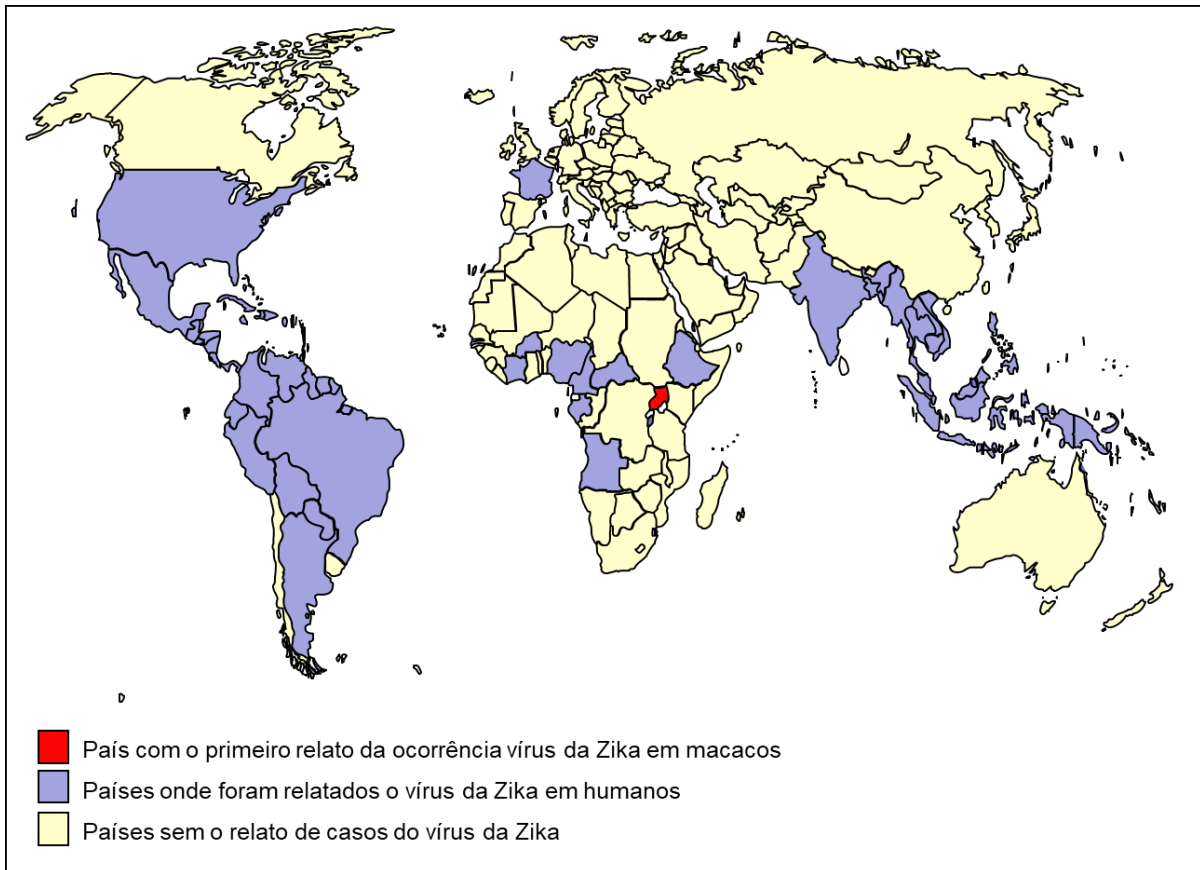 País com o primeiro relato da ocorrência vírus da Zika em macacos
Países onde foram relatados o vírus da Zika em humanos
Países sem o relato de casos do vírus da Zika